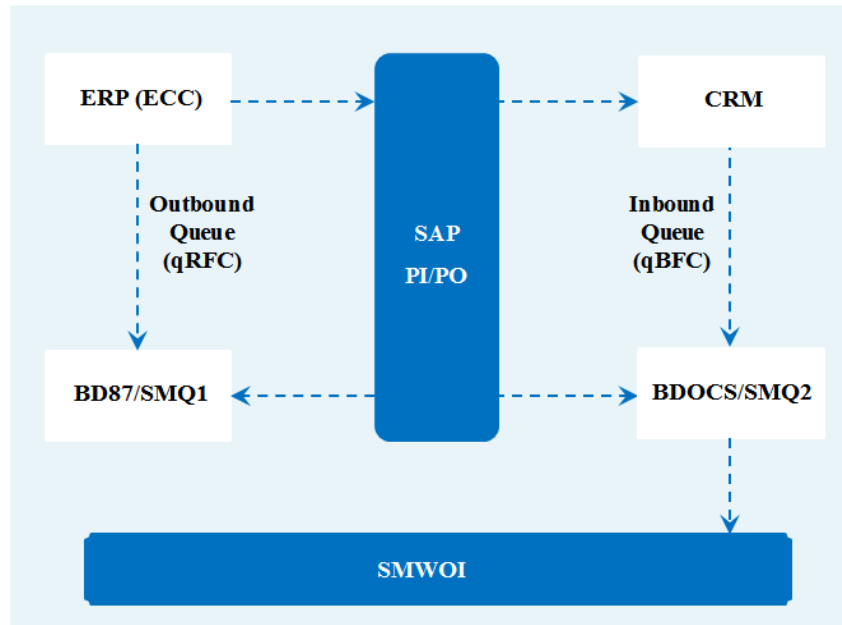 ERP (ECC)
CRM
Outbound
Queue
(qRFC)
SAP
PI/PO
Inbound
Queue
(qBFC)
BD87/SMQ1
BDOCS/SMQ2
SMWOI